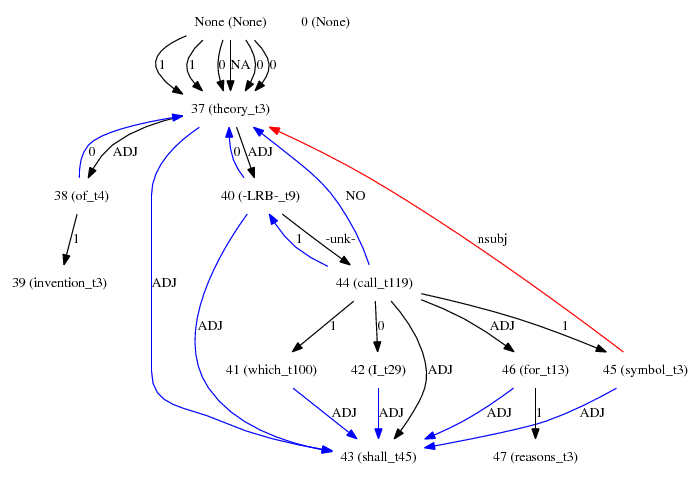 None (None) 0 (None)
1 1 0 NA 0 0
37 (theory_t3)
0 ADJ 0 ADJ
38 (of_t4) 40 (-LRB-_t9) NO
1 1 -unk- nsubj
39 (invention_t3) ADJ 44 (call_t119)
ADJ 1 0 ADJ 1
41 (which_t100) 42 (I_t29) ADJ 46 (for_t13) 45 (symbol_t3)
ADJ ADJ ADJ 1 ADJ
43 (shall_t45) 47 (reasons_t3)